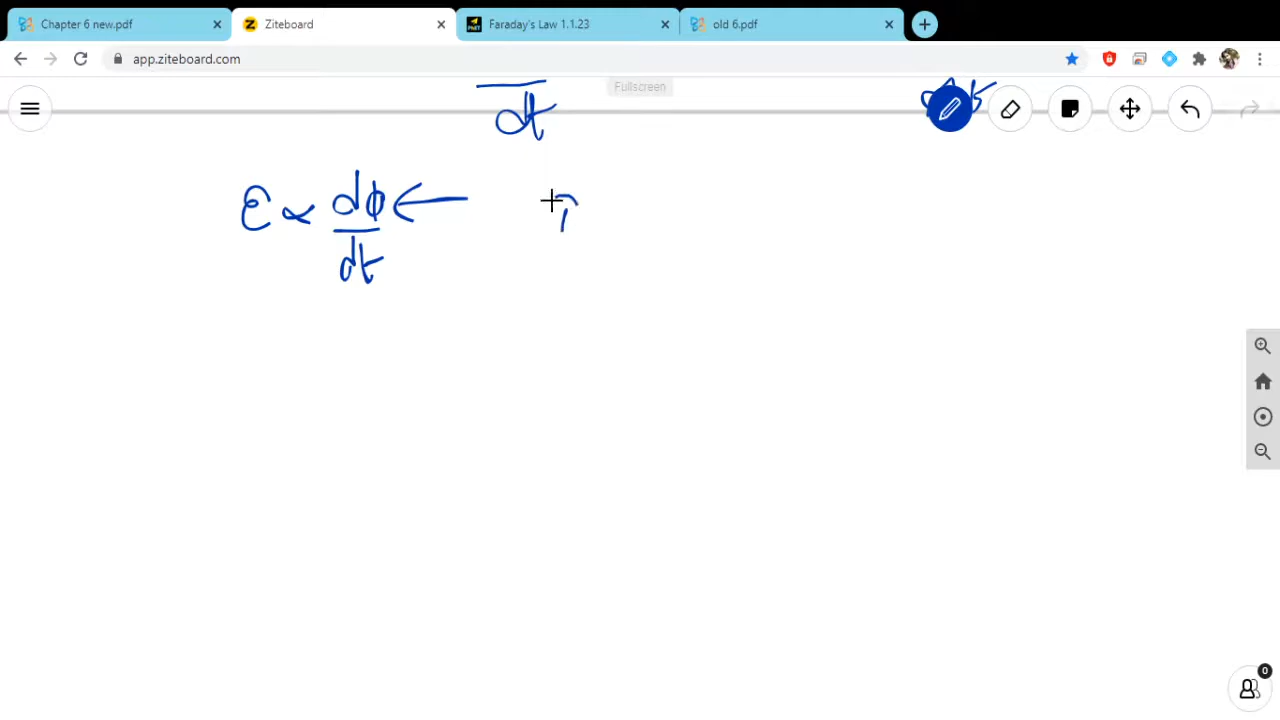 Chapter 6 new.pdf
Ziteboard
Faraday's Law 1.1.23
old 6.pdf
app.ziteboard.com
Fullscreen
dt
ε ∝ dϕ ←
dt
0